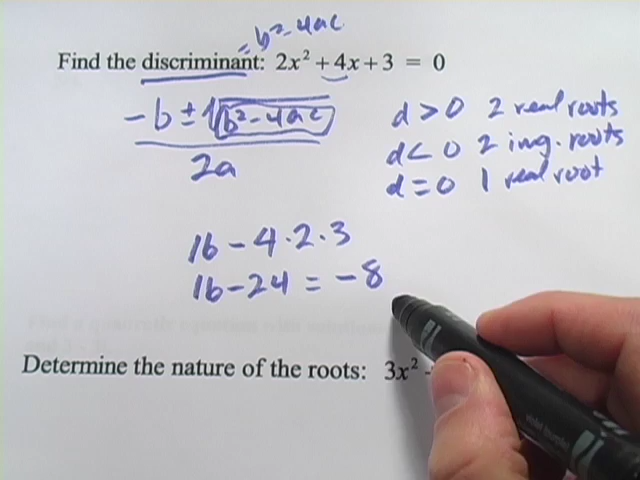 = b² - 4ac
Find the discriminant: 2x² + 4x + 3 = 0
-b ± √b² - 4ac
2a
d > 0 2 real roots
d < 0 2 img. roots
d = 0 1 real root
16 - 4 · 2 · 3
16 - 24 = -8
Determine the nature of the roots: 3x² -